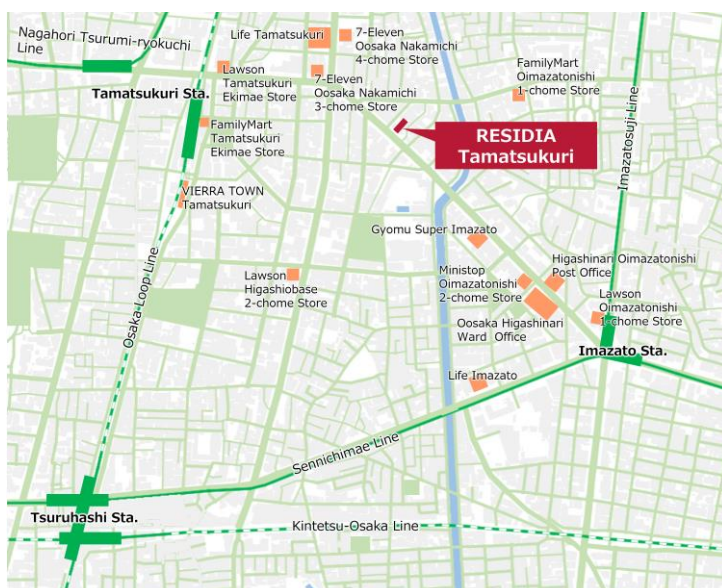 Nagahori Tsurumi-ryokuchi
Line
Life Tamatsukuri
7-Eleven
Oosaka Nakamichi
4-chome Store
Lawson
Tamatsukuri
Ekimae Store
7-Eleven
Oosaka Nakamichi
3-chome Store
FamilyMart
Oimazatonishi
1-chome Store
Tamatsukuri Sta.
FamilyMart
Tamatsukuri
Ekimae Store
RESIDIA
Tamatsukuri
Imazatosuji Line
VIERRA TOWN
Tamatsukuri
Gyomu Super Imazato
Osaka Loop Line
Lawson
Higashiobase
2-chome Store
Ministop
Oimazatonishi
2-chome Store
Higashinari Oimazatonishi
Post Office
Lawson
Oimazatonishi
1-chome Store
Oosaka Higashinari
Ward Office
Imazato Sta.
Life Imazato
Sennichimae Line
Tsuruhashi Sta.
Kintetsu-Osaka Line